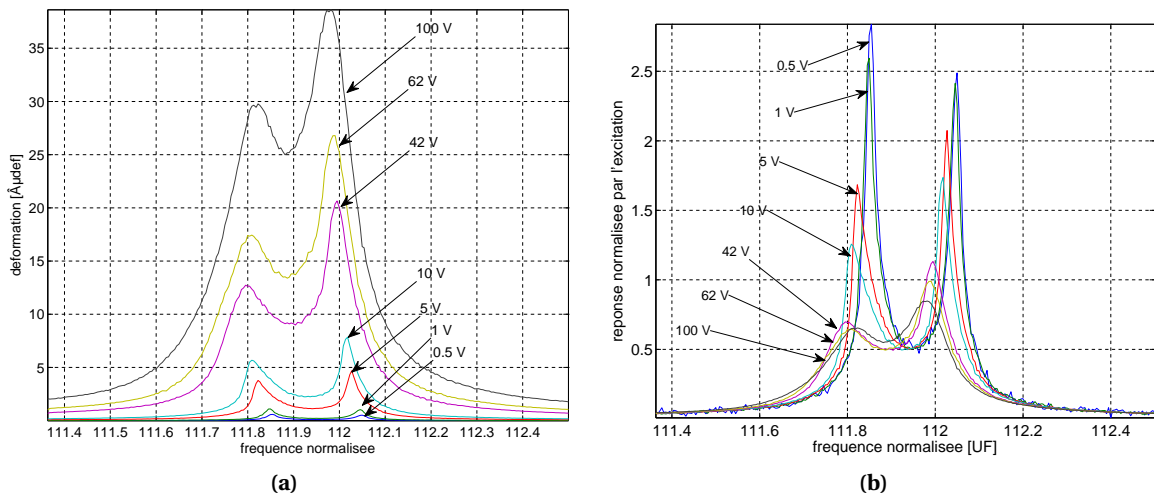 35
30
25
20
15
10
5
deformation [Âµdef]
100 V
62 V
42 V
10 V
5 V
1 V
0.5 V
111.4 111.5 111.6 111.7 111.8 111.9 112 112.1 112.2 112.3 112.4
frequence normalisee
(a)
2.5
2
1.5
1
0.5
reponse normalisee par l'excitation
0.5 V
1 V
5 V
10 V
42 V
62 V
100 V
111.4 111.6 111.8 112 112.2 112.4
frequence normalisee [UF]
(b)